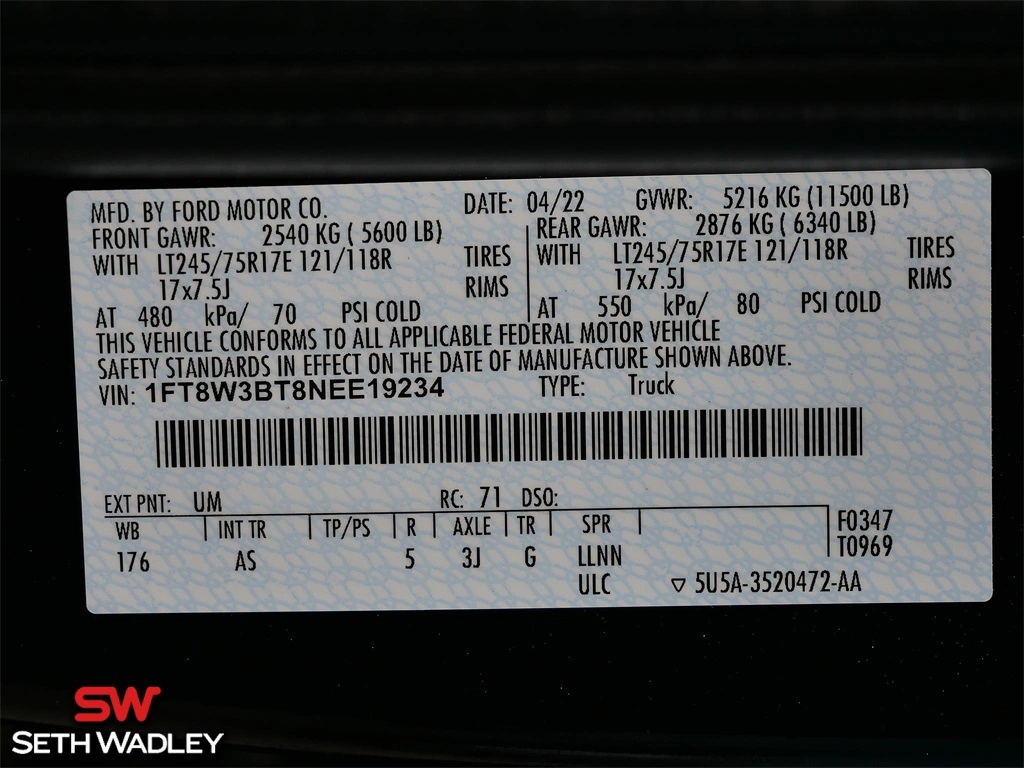 MFD. BY FORD MOTOR CO. DATE: 04/22 GVWR: 5216 KG (11500 LB)
FRONT GAWR: 2540 KG ( 5600 LB) REAR GAWR: 2876 KG ( 6340 LB)
WITH LT245/75R17E 121/118R TIRES WITH LT245/75R17E 121/118R TIRES
17x7.5J RIMS 17x7.5J RIMS
AT 480 kPa/ 70 PSI COLD AT 550 kPa/ 80 PSI COLD
THIS VEHICLE CONFORMS TO ALL APPLICABLE FEDERAL MOTOR VEHICLE
SAFETY STANDARDS IN EFFECT ON THE DATE OF MANUFACTURE SHOWN ABOVE.
VIN: 1FT8W3BT8NEE19234 TYPE: Truck
EXT PNT: UM RC: 71 DSO:
WB INT TR TP/PS R AXLE TR SPR F0347
176 AS 5 3J G LLNN T0969
ULC ▽ 5U5A-3520472-AA
SW
SETH WADLEY